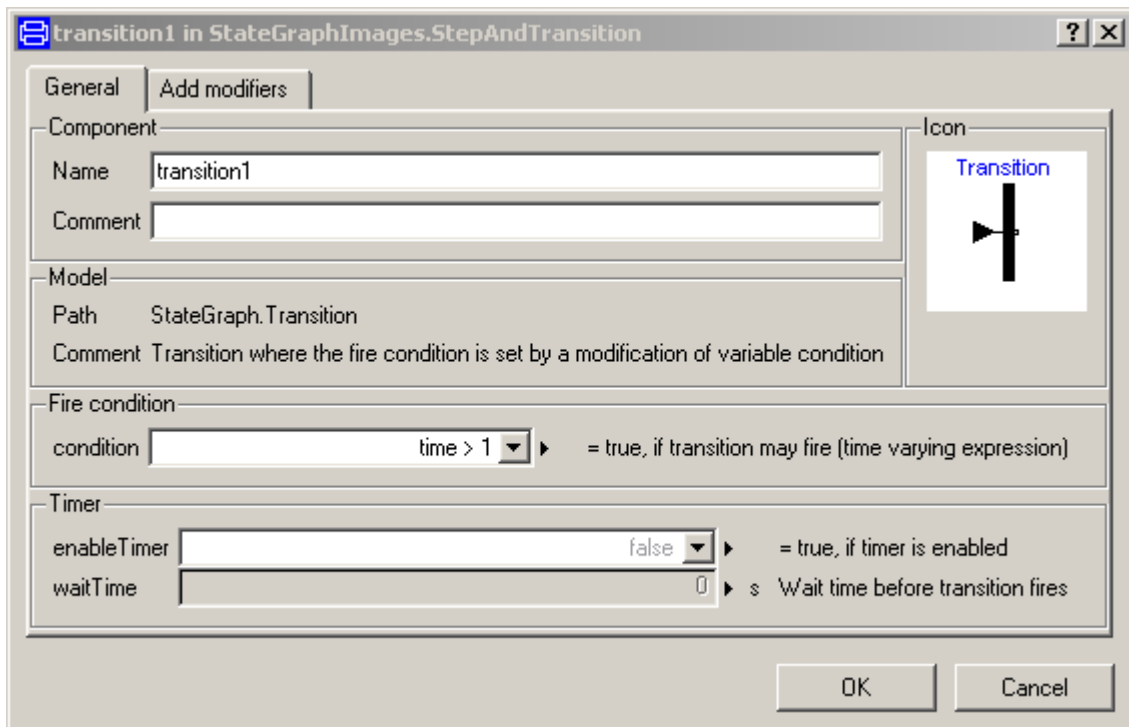 transition1 in StateGraphImages.StepAndTransition
General Add modifiers
Component
Name transition1
Comment
Icon
Transition
Model
Path StateGraph.Transition
Comment Transition where the fire condition is set by a modification of variable condition
Fire condition
condition time > 1 = true, if transition may fire (time varying expression)
Timer
enableTimer false = true, if timer is enabled
waitTime 0 s Wait time before transition fires
OK Cancel